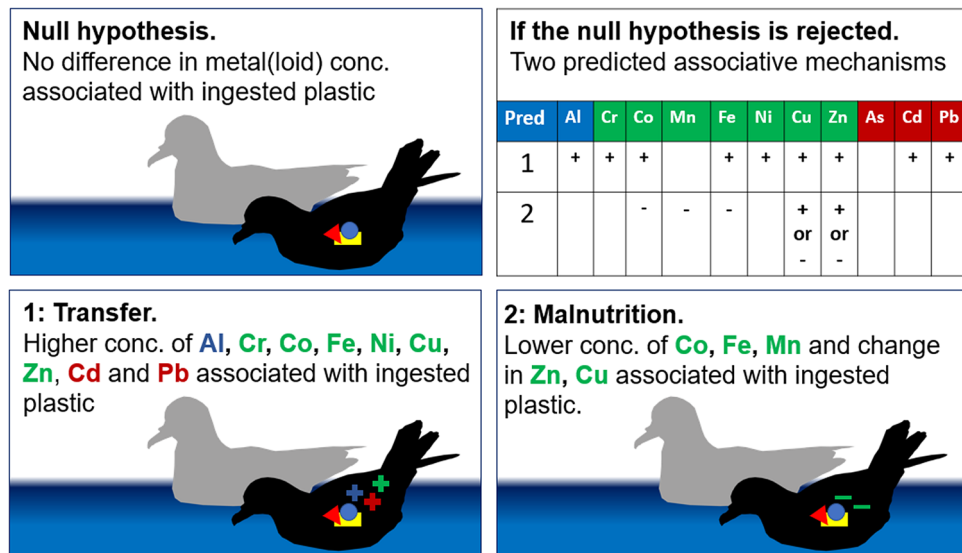 Null hypothesis.
No difference in metal(loid) conc.
associated with ingested plastic
If the null hypothesis is rejected.
Two predicted associative mechanisms
Pred Al Cr Co Mn Fe Ni Cu Zn As Cd Pb
1 + + + + + + + + +
2 - - - + or - + or -
1: Transfer.
Higher conc. of Al, Cr, Co, Fe, Ni, Cu,
Zn, Cd and Pb associated with ingested
plastic
2: Malnutrition.
Lower conc. of Co, Fe, Mn and change
in Zn, Cu associated with ingested
plastic.